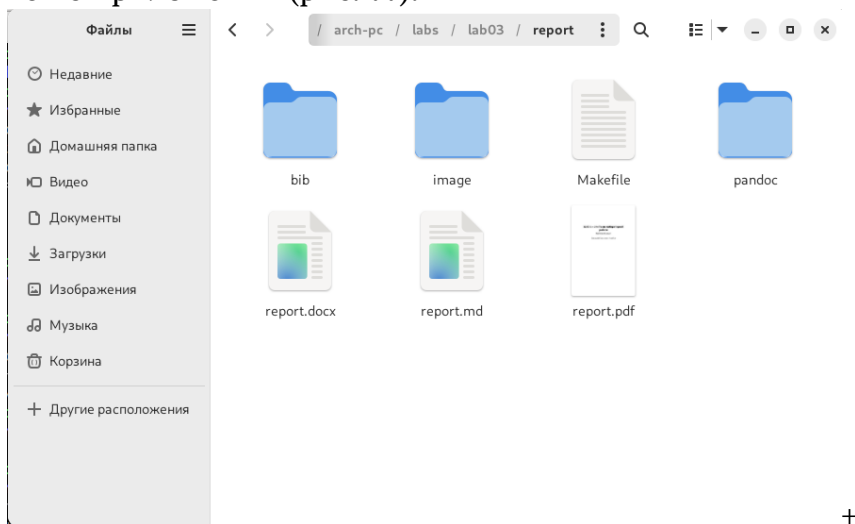 Файлы
/ arch-pc / labs / lab03 / report
Недавние
Избранные
Домашняя папка
Видео
Документы
Загрузки
Изображения
Музыка
Корзина
+ Другие расположения
bib
image
Makefile
pandoc
report.docx
report.md
report.pdf
+